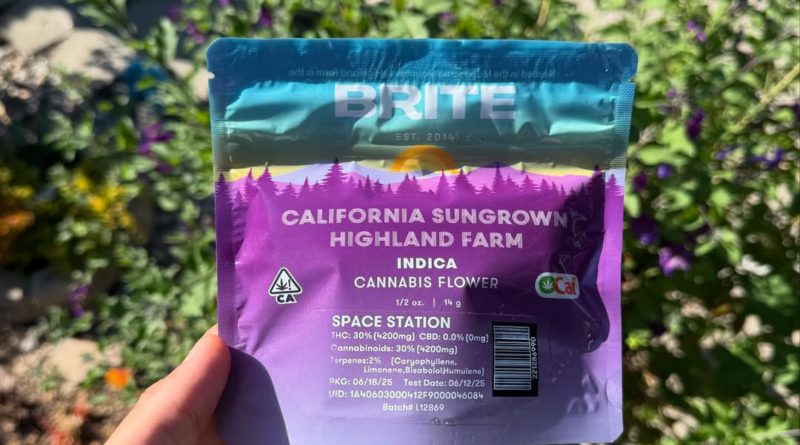 BRITE
EST. 2014
CALIFORNIA SUNGROWN
HIGHLAND FARM
INDICA
CANNABIS FLOWER
1/2 oz. | 14 g
CA
OCal
SPACE STATION
THC: 30% (4200mg) CBD: 0.0% (0mg)
Cannabinoids: 30% (4200mg)
Terpenes:2% (Caryophyllene,
Limonene,Bisabolol,Humulene)
PKG: 06/18/25 Test Date: 06/12/25
UID: 1A40603000412F9000046084
Batch# L12869
221286990